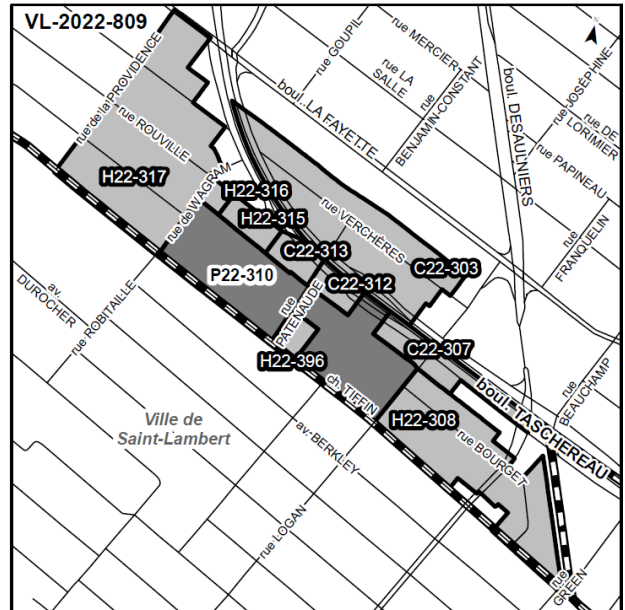 VL-2022-809
N
rue GOUPIL
rue MERCIER
rue LA
SALLE
rue
BENJAMIN-CONSTANT
boul. DESAULNIERS
rue JOSÉPHINE
rue DE
LORIMIER
rue PAPINEAU
rue
FRANQUELIN
boul. LA FAYETTE
rue de la PROVIDENCE
rue ROUVILLE
H22-317
rue de WAGRAM
H22-316
H22-315
C22-313
rue VERCHÈRES
C22-303
C22-312
P22-310
rue
PATENAUDE
C22-307
H22-396
ch. TIFFIN
H22-308
boul. TASCHEREAU
rue
BEAUCHAMP
rue BOURGET
av.
DUROCHER
rue ROBITAILLE
Ville de
Saint-Lambert
av. BERKLEY
rue LOGAN
rue
GREEN